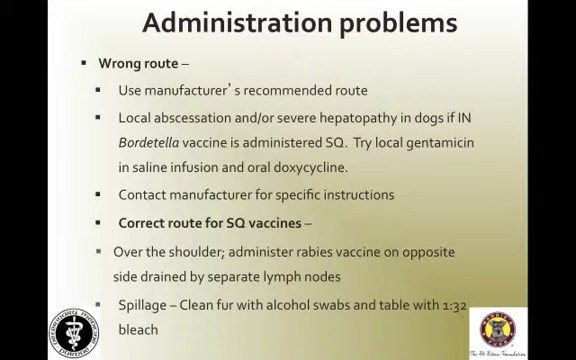 Administration problems
▪ Wrong route –
▪ Use manufacturer's recommended route
▪ Local abscessation and/or severe hepatopathy in dogs if IN
Bordetella vaccine is administered SQ. Try local gentamicin
in saline infusion and oral doxycycline.
▪ Contact manufacturer for specific instructions
▪ Correct route for SQ vaccines –
▪ Over the shoulder; administer rabies vaccine on opposite
side drained by separate lymph nodes
▪ Spillage – Clean fur with alcohol swabs and table with 1:32
bleach